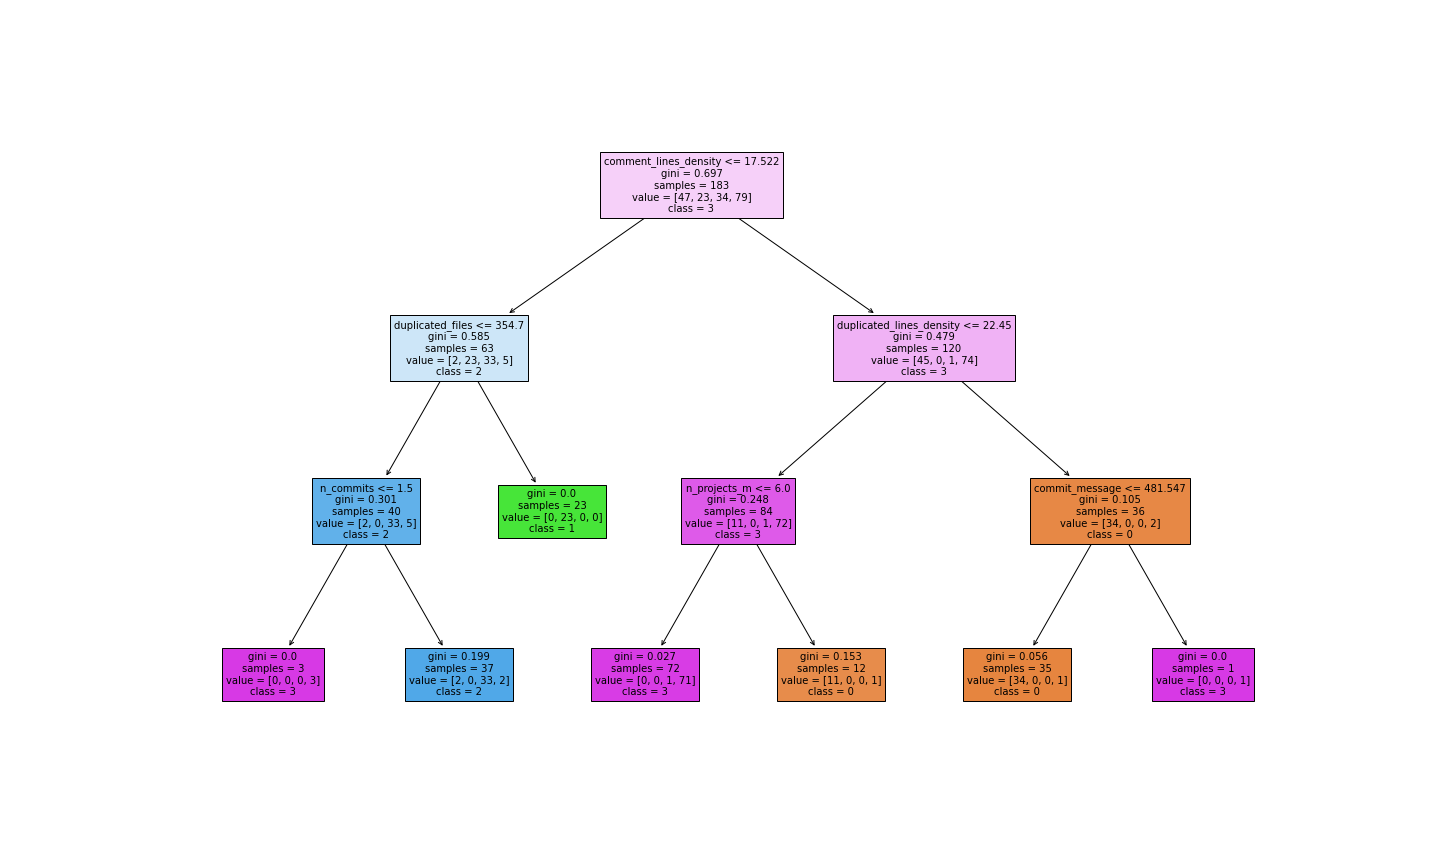 comment_lines_density <= 17.522
gini = 0.697
samples = 183
value = [47, 23, 34, 79]
class = 3
duplicated_files <= 354.7
gini = 0.585
samples = 63
value = [2, 23, 33, 5]
class = 2
duplicated_lines_density <= 22.45
gini = 0.479
samples = 120
value = [45, 0, 1, 74]
class = 3
n_commits <= 1.5
gini = 0.301
samples = 40
value = [2, 0, 33, 5]
class = 2
gini = 0.0
samples = 23
value = [0, 23, 0, 0]
class = 1
n_projects_m <= 6.0
gini = 0.248
samples = 84
value = [11, 0, 1, 72]
class = 3
commit_message <= 481.547
gini = 0.105
samples = 36
value = [34, 0, 0, 2]
class = 0
gini = 0.0
samples = 3
value = [0, 0, 0, 3]
class = 3
gini = 0.199
samples = 37
value = [2, 0, 33, 2]
class = 2
gini = 0.027
samples = 72
value = [0, 0, 1, 71]
class = 3
gini = 0.153
samples = 12
value = [11, 0, 0, 1]
class = 0
gini = 0.056
samples = 35
value = [34, 0, 0, 1]
class = 0
gini = 0.0
samples = 1
value = [0, 0, 0, 1]
class = 3